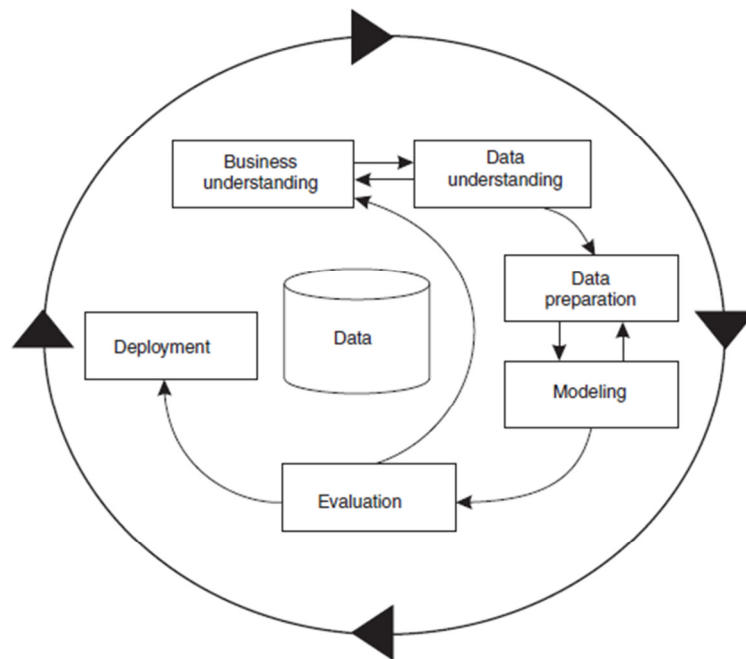 Business
understanding
Data
understanding
Data
preparation
Deployment
Data
Modeling
Evaluation